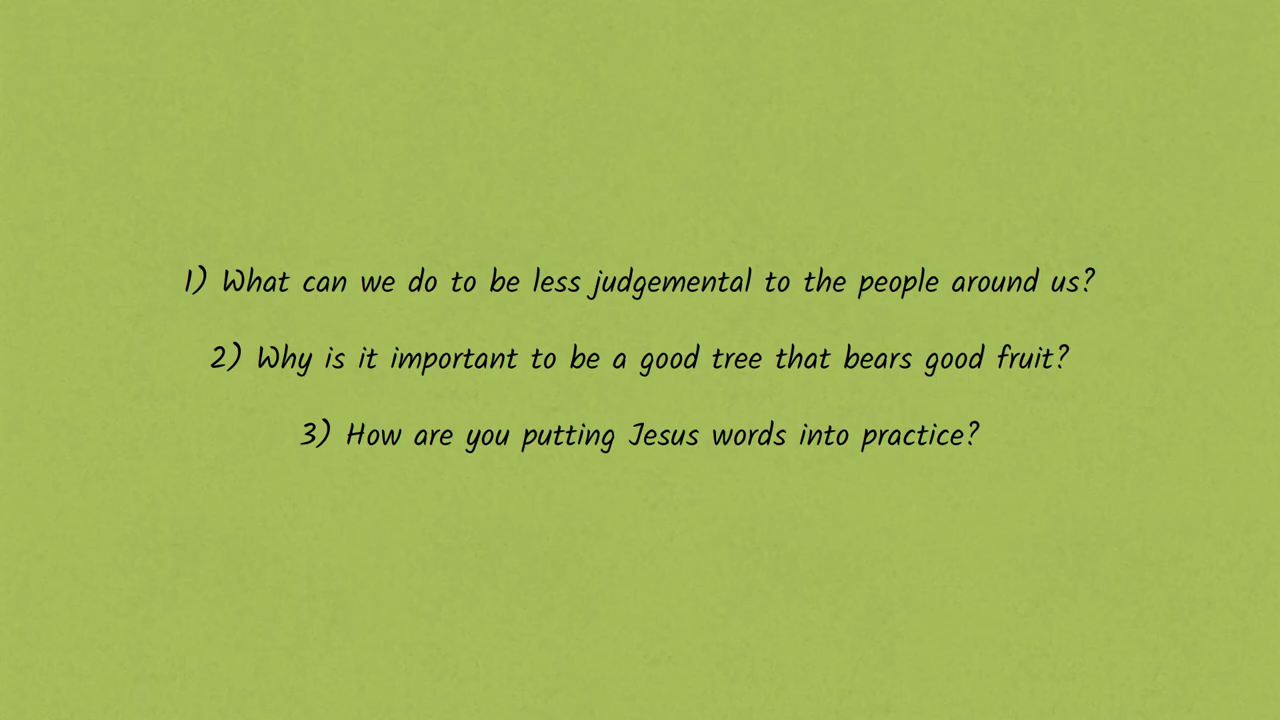 1) What can we do to be less judgemental to the people around us?
2) Why is it important to be a good tree that bears good fruit?
3) How are you putting Jesus words into practice?